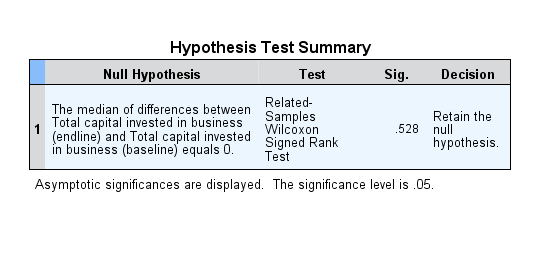 Hypothesis Test Summary
Null Hypothesis Test Sig. Decision
1
The median of differences between
Total capital invested in business
(endline) and Total capital invested
in business (baseline) equals 0.
Related-
Samples
Wilcoxon
Signed Rank
Test
.528
Retain the
null
hypothesis.
Asymptotic significances are displayed. The significance level is .05.